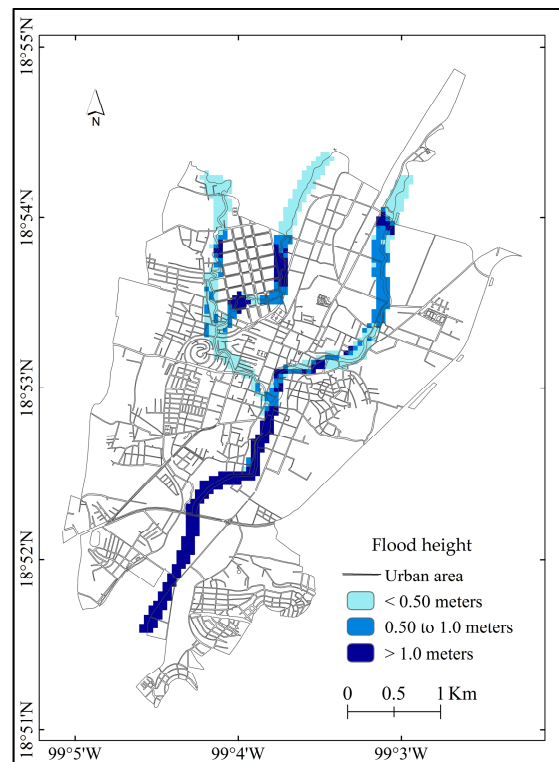 18°55'N
18°54'N
18°53'N
18°52'N
18°51'N
N
Flood height
Urban area
< 0.50 meters
0.50 to 1.0 meters
> 1.0 meters
0 0.5 1 Km
99°5'W 99°4'W 99°3'W